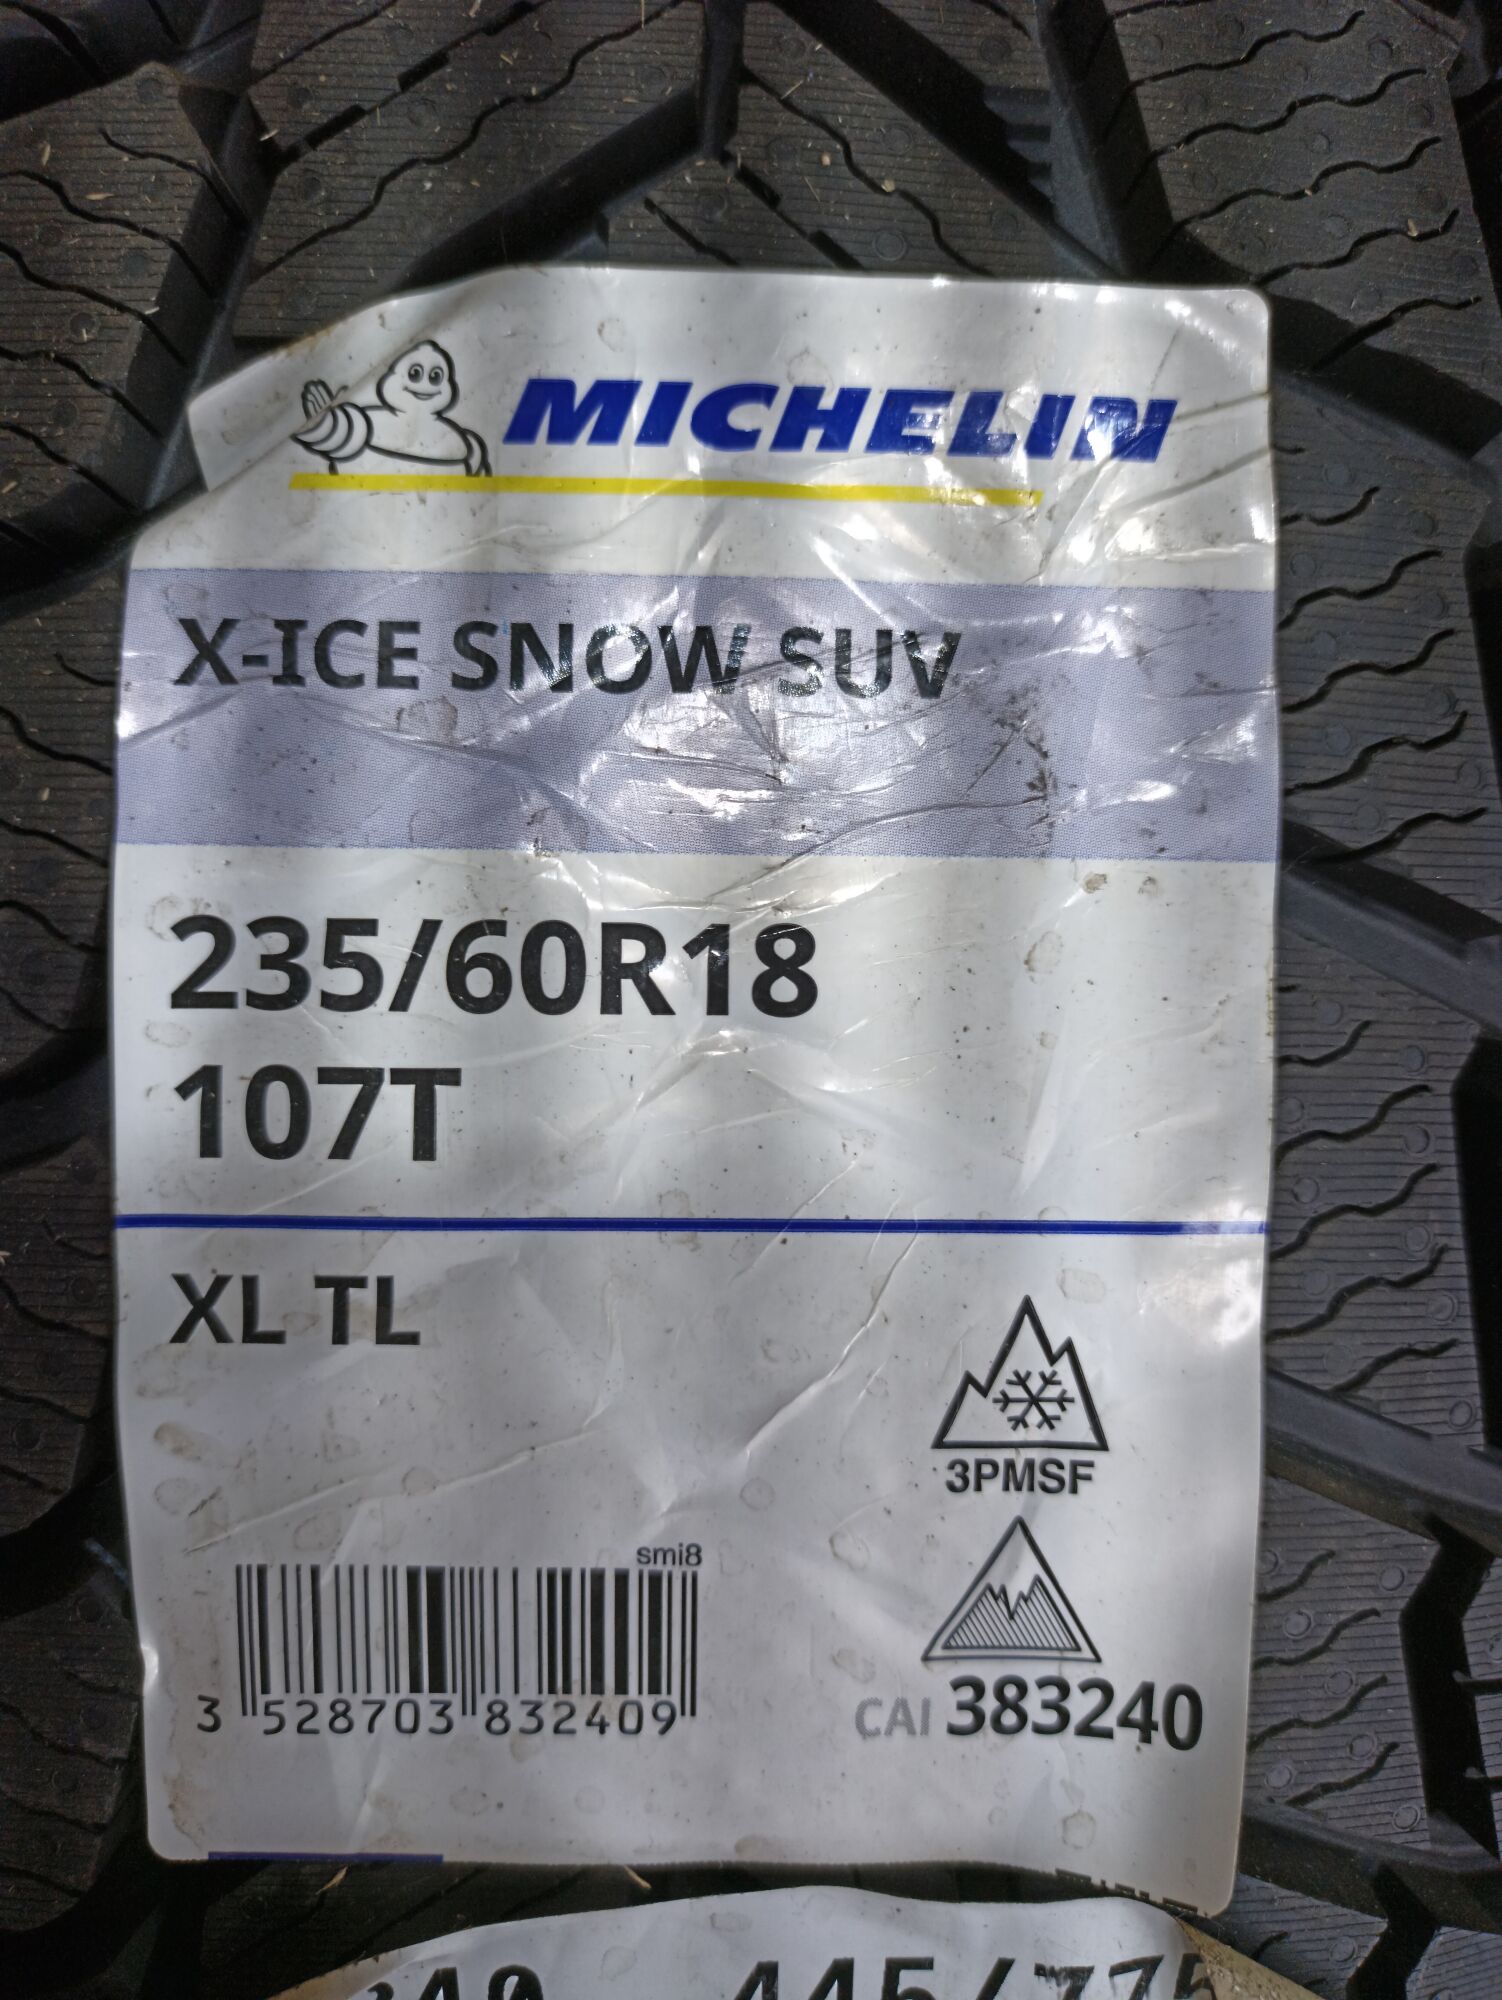 MICHELIN
X-ICE SNOW SUV
235/60R18
107T
XL TL
3PMSF
smi8
3 528703 832409
CAI 383240